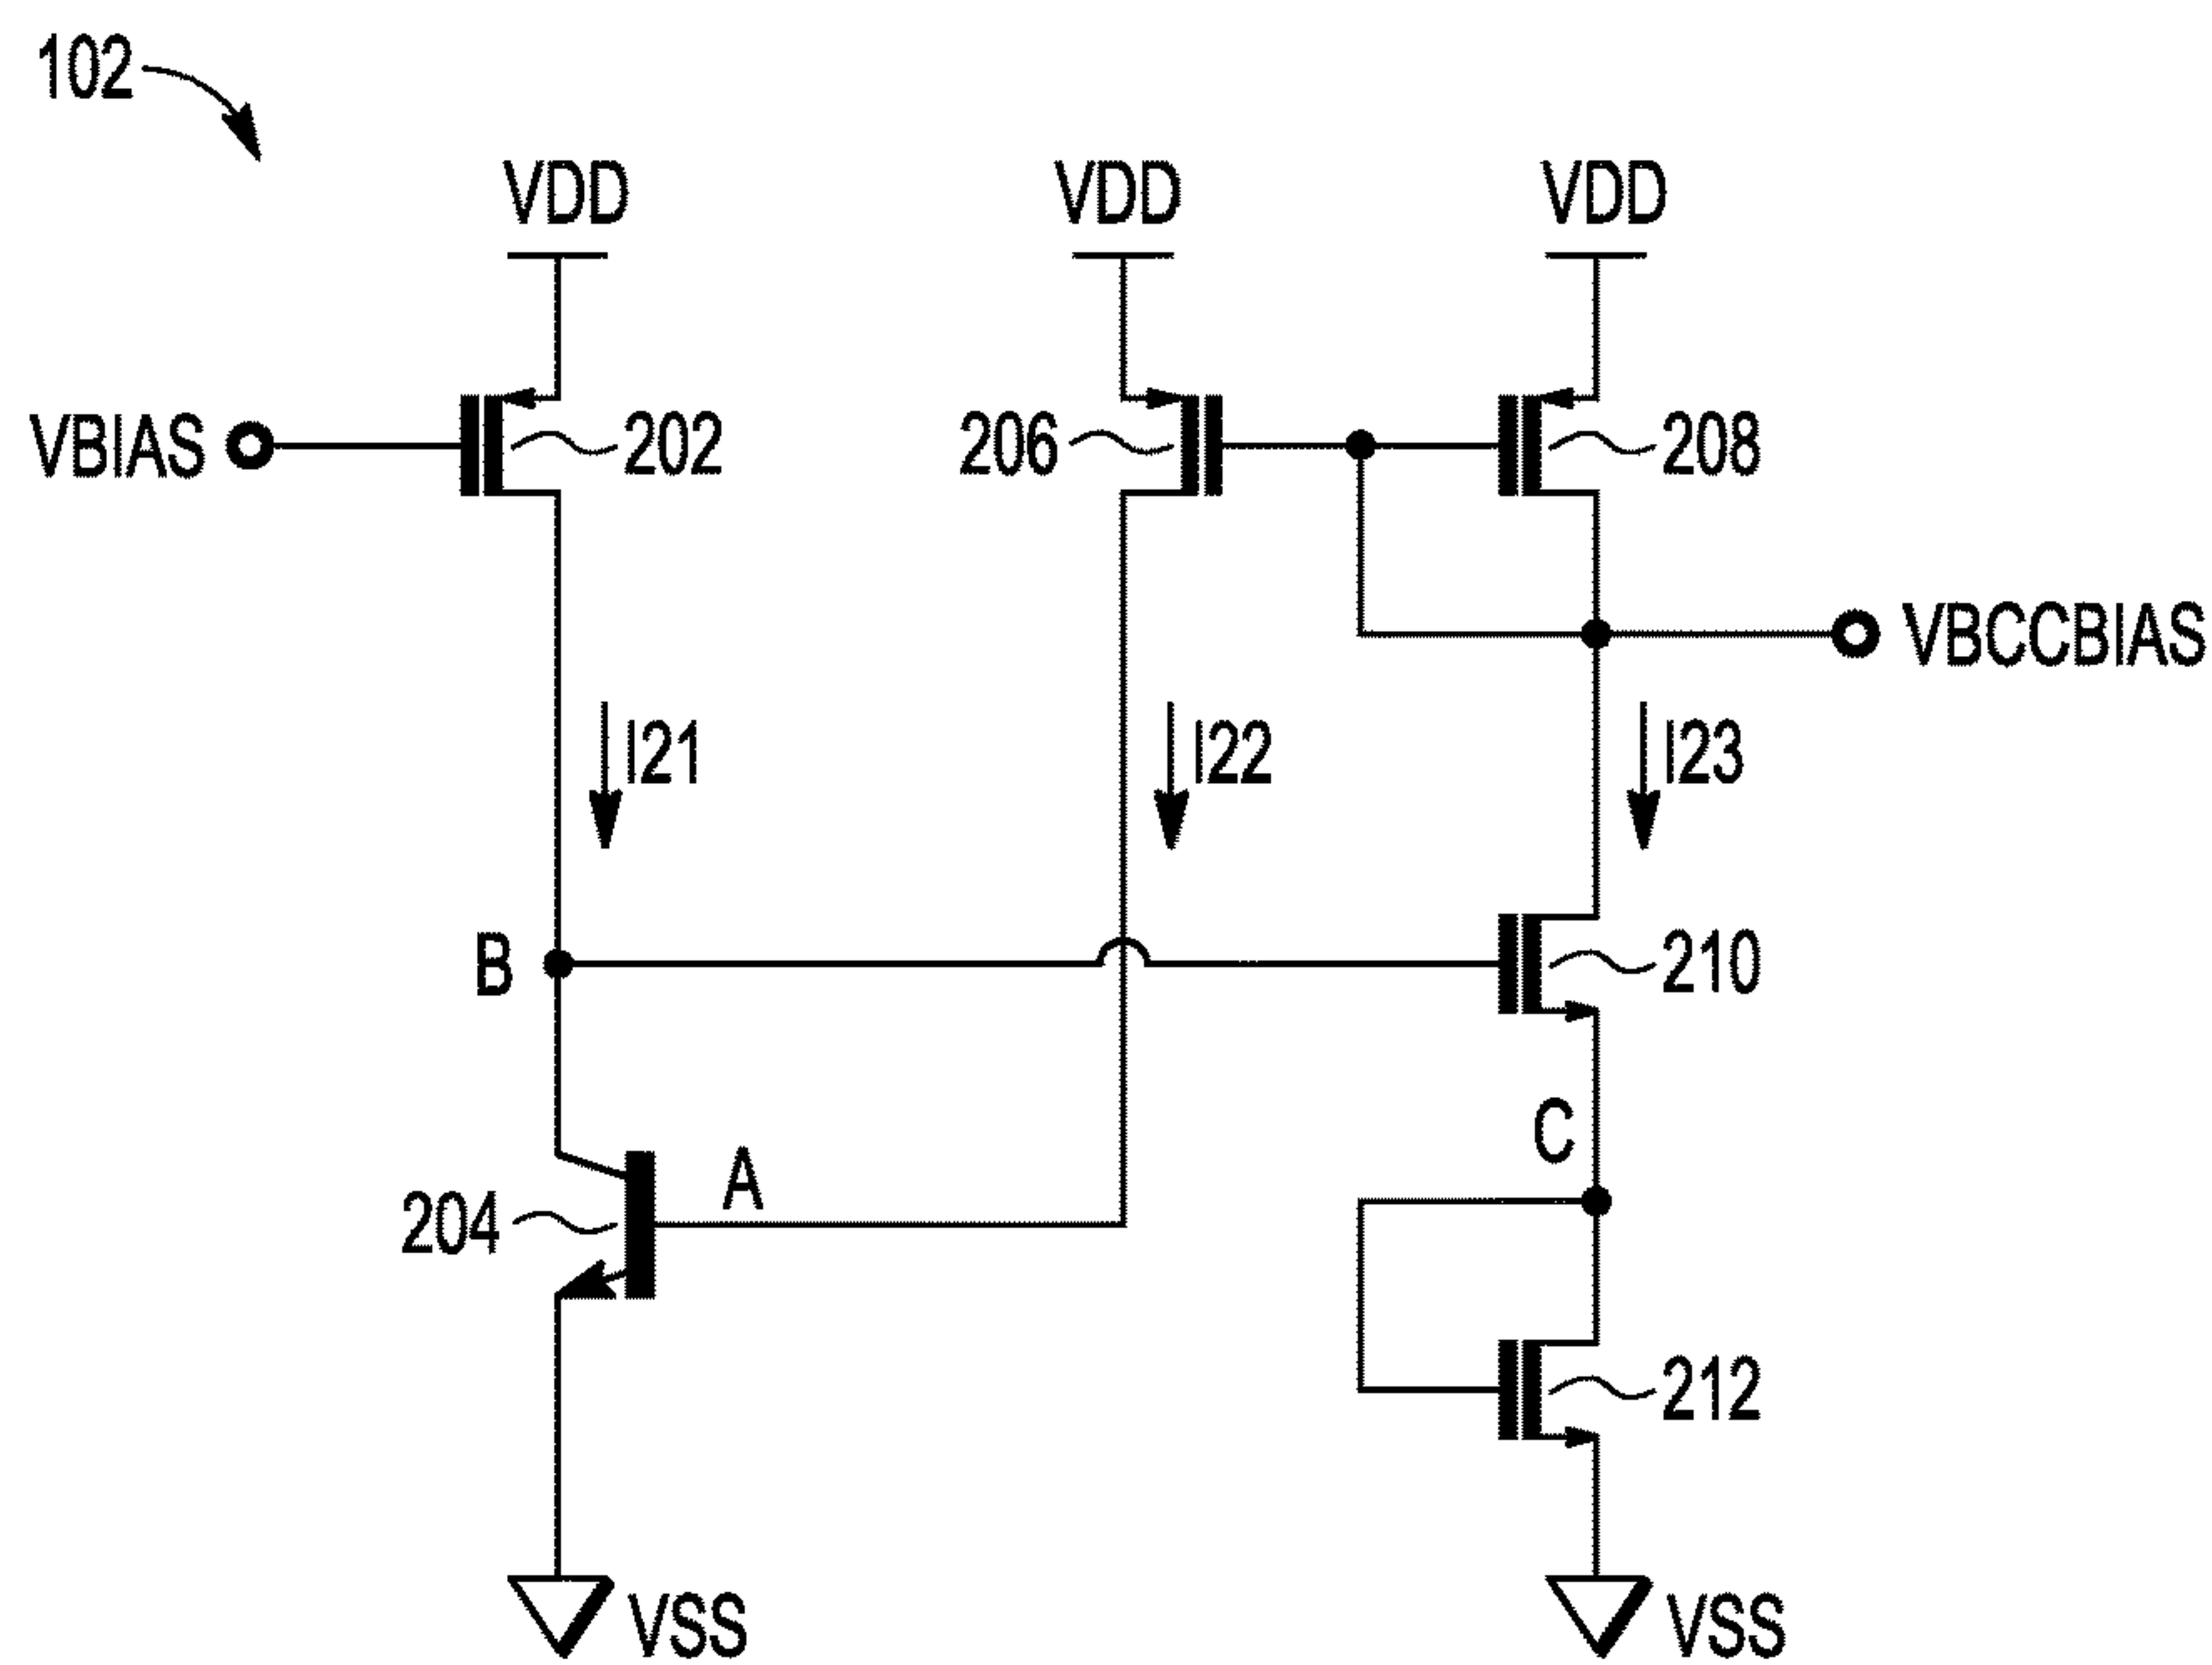 102
VDD VDD VDD
VBIAS 202 206 208
VBCCBIAS
I21 I22 I23
B 210
C
A
204
212
VSS VSS